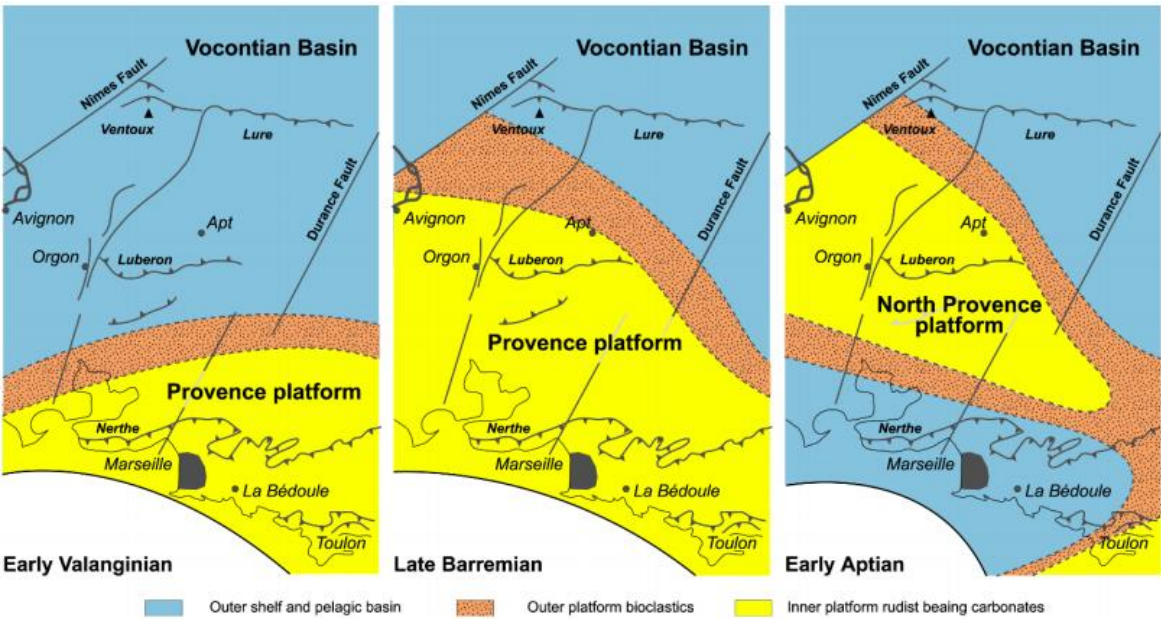 Vocontian Basin
Nîmes Fault
Ventoux
Lure
Durance Fault
Avignon
Apt
Orgon
Luberon
Provence platform
Nerthe
Marseille
La Bédoule
Toulon
Early Valanginian
Vocontian Basin
Nîmes Fault
Ventoux
Lure
Durance Fault
Avignon
Apt
Orgon
Luberon
Provence platform
Nerthe
Marseille
La Bédoule
Toulon
Late Barremian
Vocontian Basin
Nîmes Fault
Ventoux
Lure
Durance Fault
Avignon
Apt
Orgon
Luberon
North Provence
platform
Nerthe
Marseille
La Bédoule
Toulon
Early Aptian
Outer shelf and pelagic basin
Outer platform bioclastics
Inner platform rudist beaing carbonates